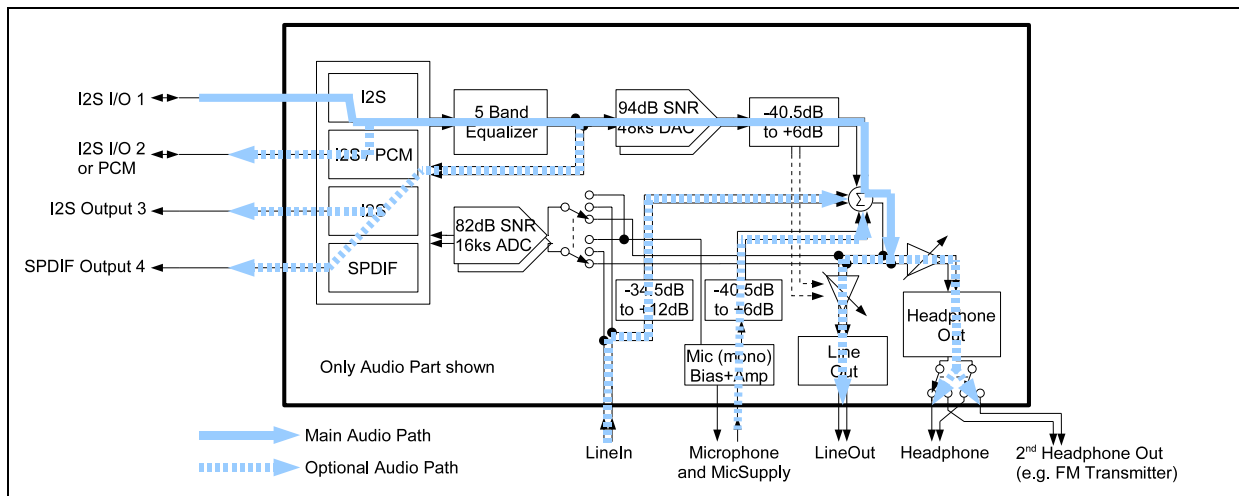 I2S I/O 1
I2S I/O 2
or PCM
I2S Output 3
SPDIF Output 4
I2S
I2S / PCM
I2S
SPDIF
5 Band
Equalizer
94dB SNR
48ks DAC
-40.5dB
to +6dB
82dB SNR
16ks ADC
Σ
-34.5dB
to +12dB
-40.5dB
to +6dB
Mic (mono)
Bias+Amp
Line
Out
Headphone
Out
Only Audio Part shown
Main Audio Path
Optional Audio Path
LineIn
Microphone
and MicSupply
LineOut
Headphone
2nd Headphone Out
(e.g. FM Transmitter)